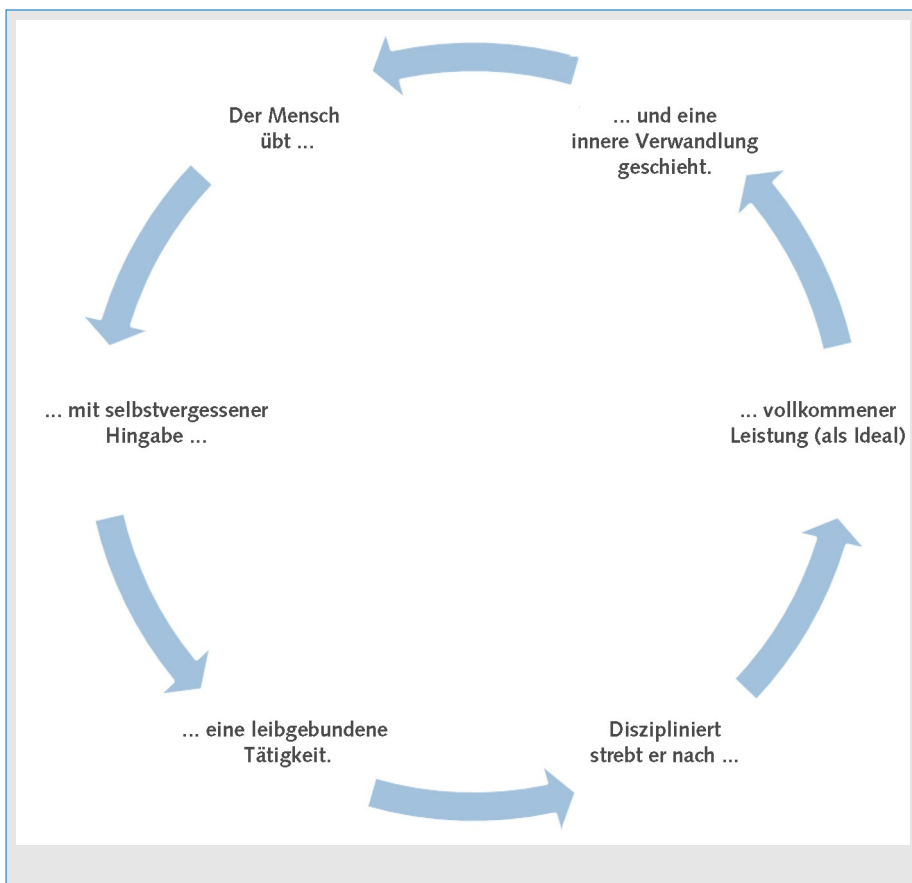 Der Mensch
übt ...
... mit selbstvergessener
Hingabe ...
... eine leibgebundene
Tätigkeit.
Diszipliniert
strebt er nach ...
... vollkommener
Leistung (als Ideal)
... und eine
innere Verwandlung
geschieht.